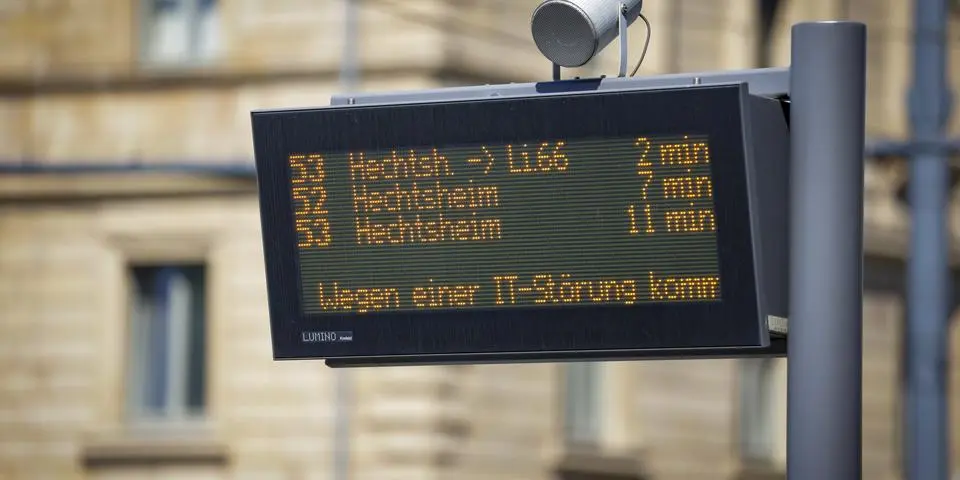 53 Hechtsh. -> Li.66 2 min
52 Hechtsheim 7 min
53 Hechtsheim 11 min
Wegen einer IT-Störung komm
LUMINO